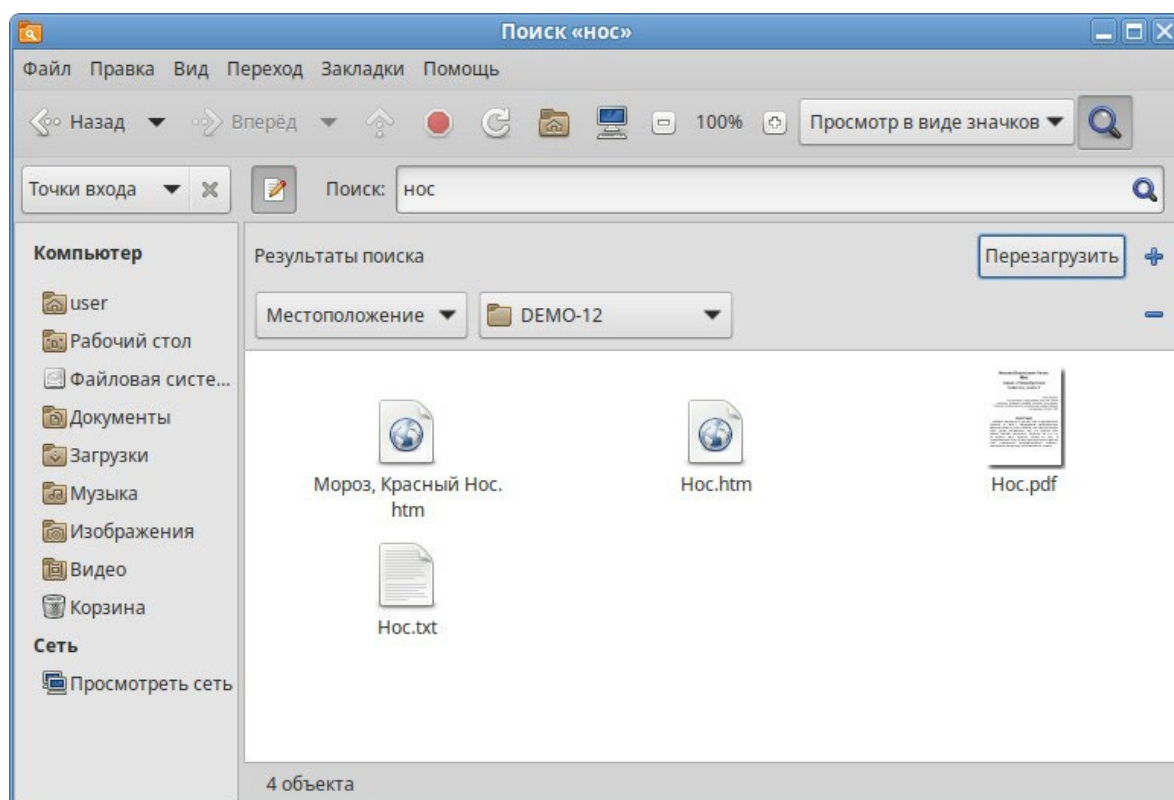 Поиск «нос»
Файл Правка Вид Переход Закладки Помощь
Назад Вперёд 100% Просмотр в виде значков
Точки входа Поиск: нос
Компьютер
user
Рабочий стол
Файловая систе...
Документы
Загрузки
Музыка
Изображения
Видео
Корзина
Сеть
Просмотреть сеть
Результаты поиска Перезагрузить
Местоположение DEMO-12
Мороз, Красный Нос.
htm
Нос.htm
Нос.pdf
Нос.txt
4 объекта